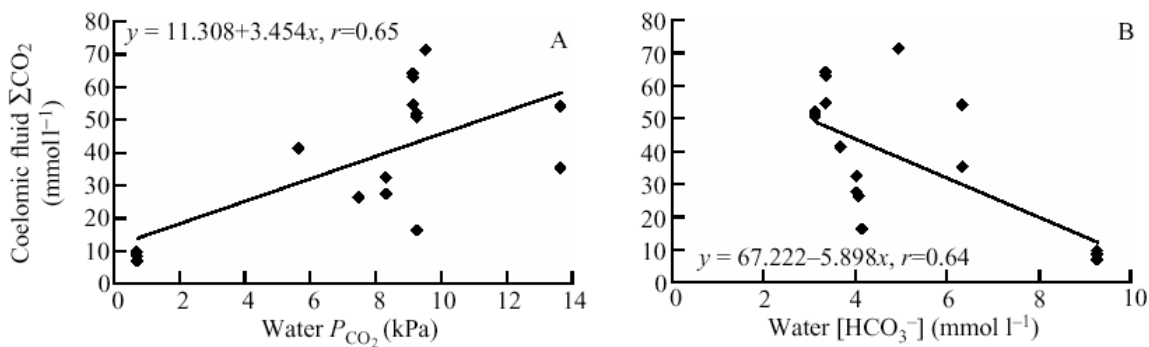 Coelomic fluid ∑CO₂
(mmol l⁻¹)
y = 11.308+3.454x, r=0.65
A
80
70
60
50
40
30
20
10
0
0 2 4 6 8 10 12 14
Water P_CO₂ (kPa)
B
80
70
60
50
40
30
20
10
0
y = 67.222–5.898x, r=0.64
0 2 4 6 8 10
Water [HCO₃⁻] (mmol l⁻¹)